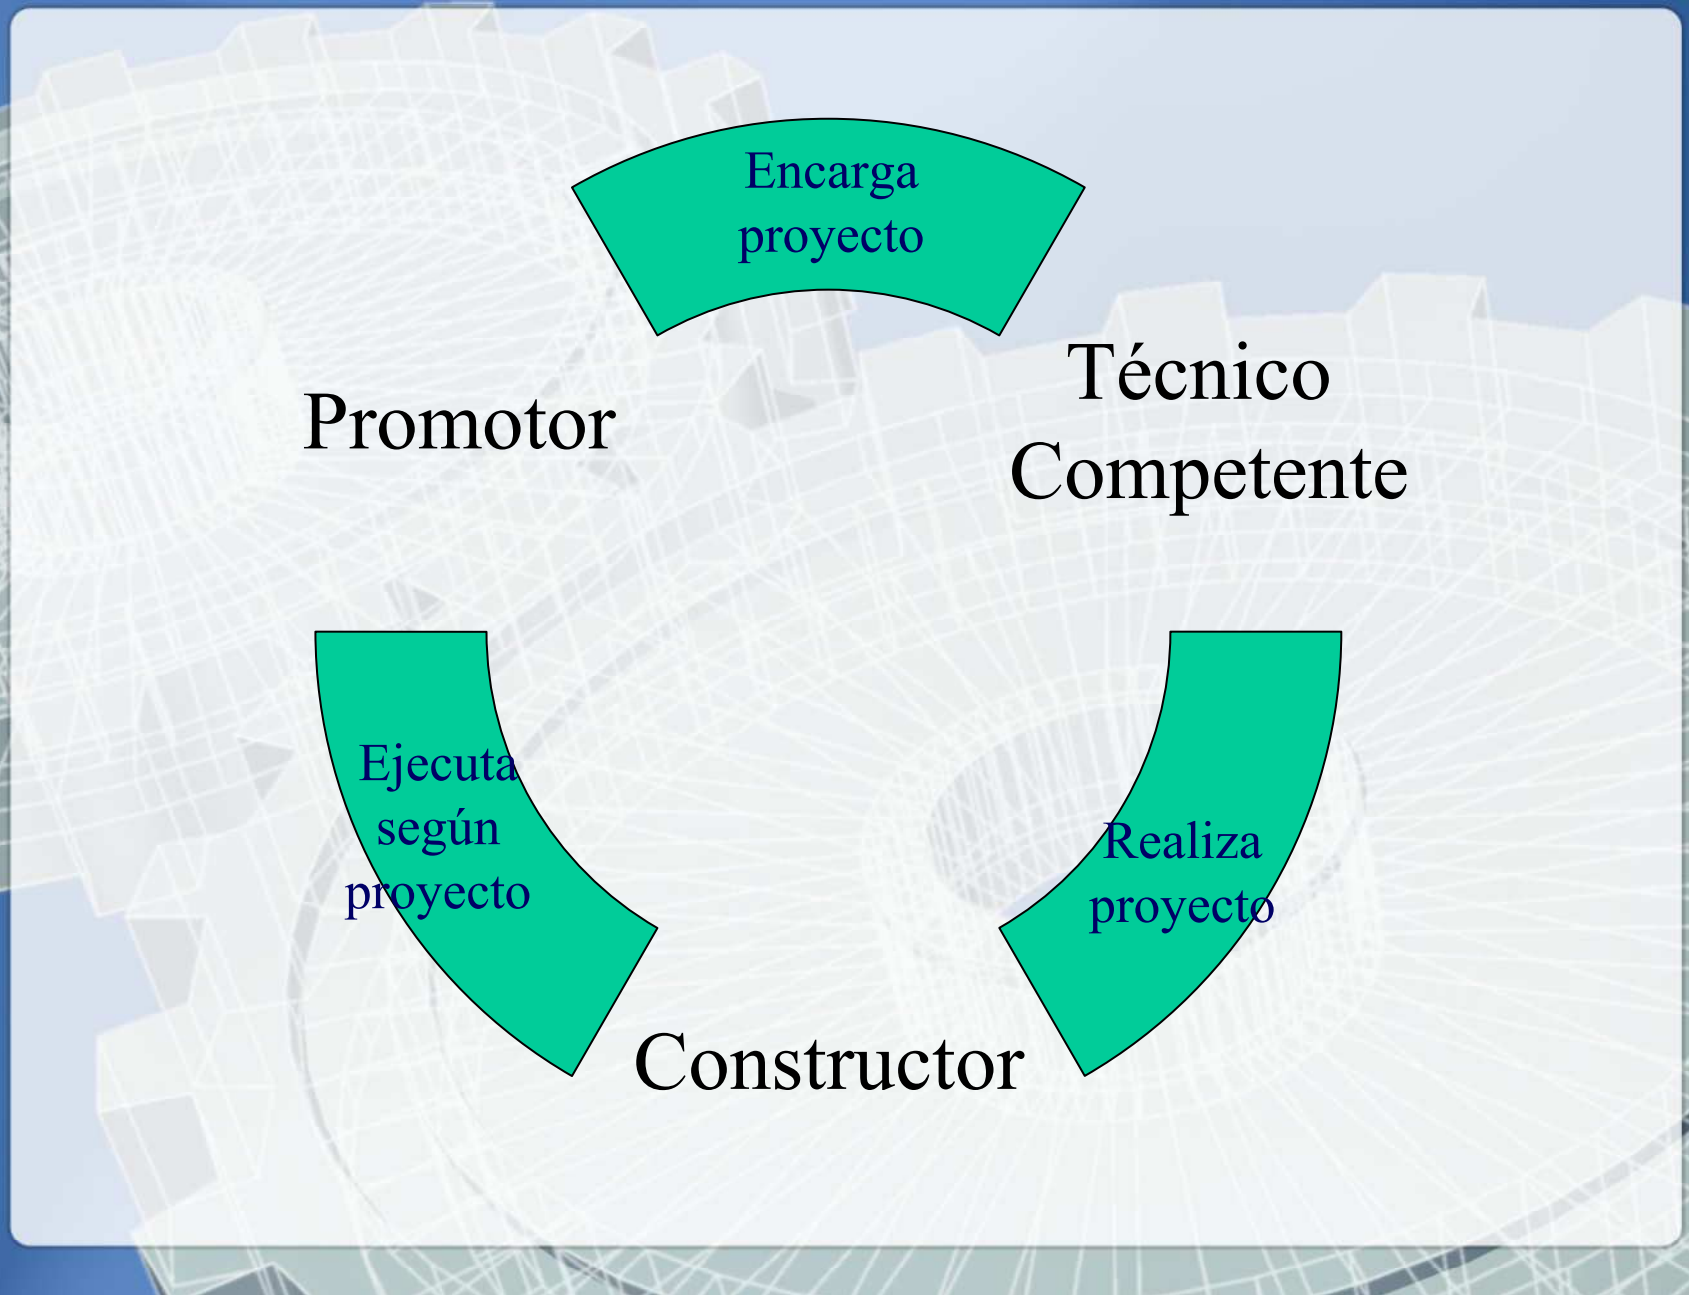 Encarga
proyecto
Promotor
Técnico
Competente
Ejecuta
según
proyecto
Realiza
proyecto
Constructor